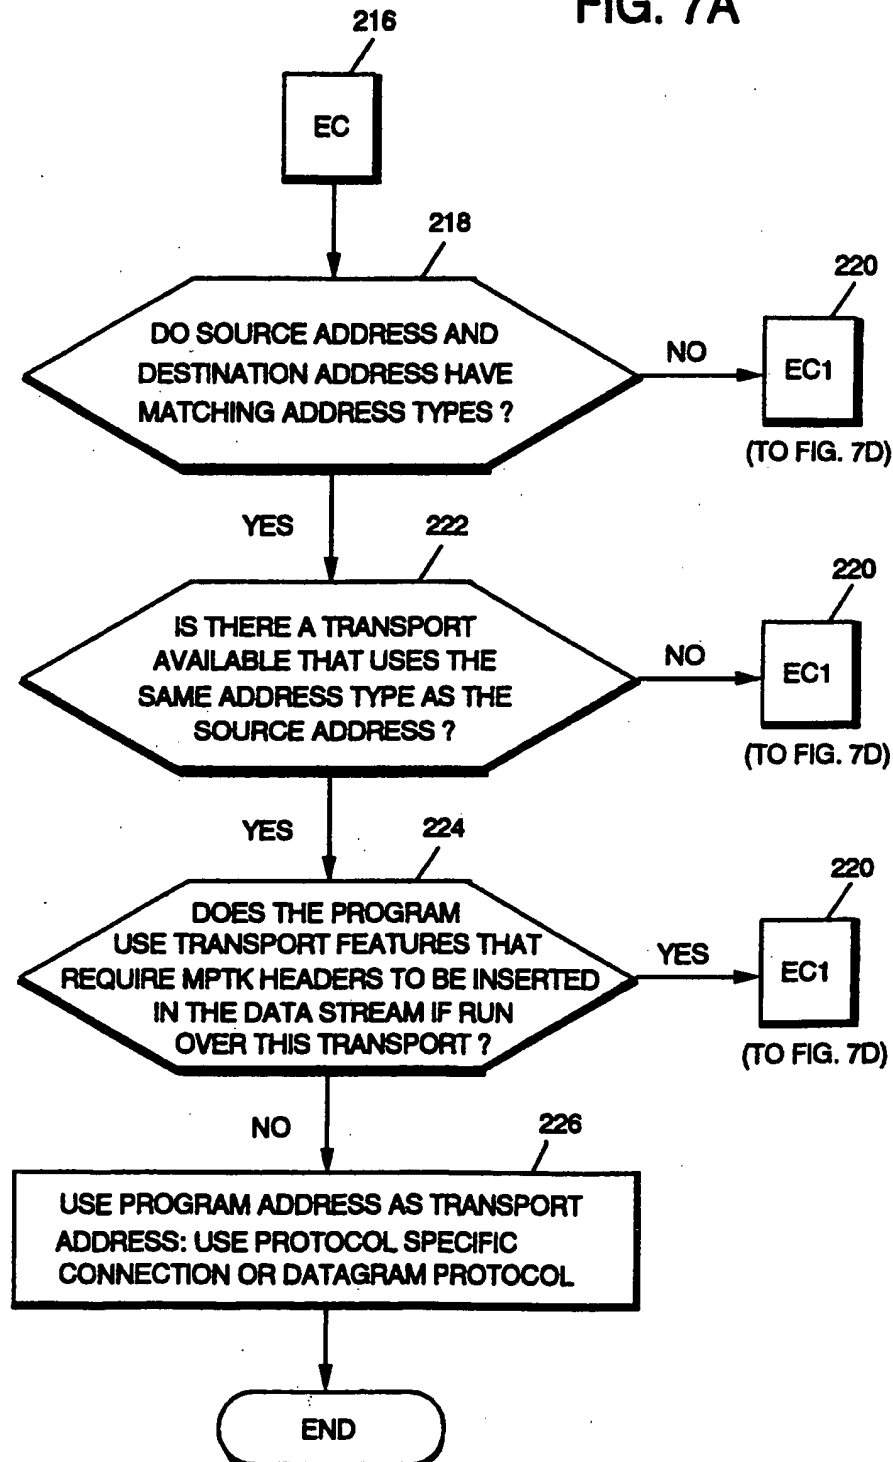 FIG. 7A
216
EC
218
DO SOURCE ADDRESS AND
DESTINATION ADDRESS HAVE
MATCHING ADDRESS TYPES ?
NO
220
EC1
(TO FIG. 7D)
YES
222
IS THERE A TRANSPORT
AVAILABLE THAT USES THE
SAME ADDRESS TYPE AS THE
SOURCE ADDRESS ?
NO
220
EC1
(TO FIG. 7D)
YES
224
DOES THE PROGRAM
USE TRANSPORT FEATURES THAT
REQUIRE MPTK HEADERS TO BE INSERTED
IN THE DATA STREAM IF RUN
OVER THIS TRANSPORT ?
YES
220
EC1
(TO FIG. 7D)
NO
226
USE PROGRAM ADDRESS AS TRANSPORT
ADDRESS: USE PROTOCOL SPECIFIC
CONNECTION OR DATAGRAM PROTOCOL
END